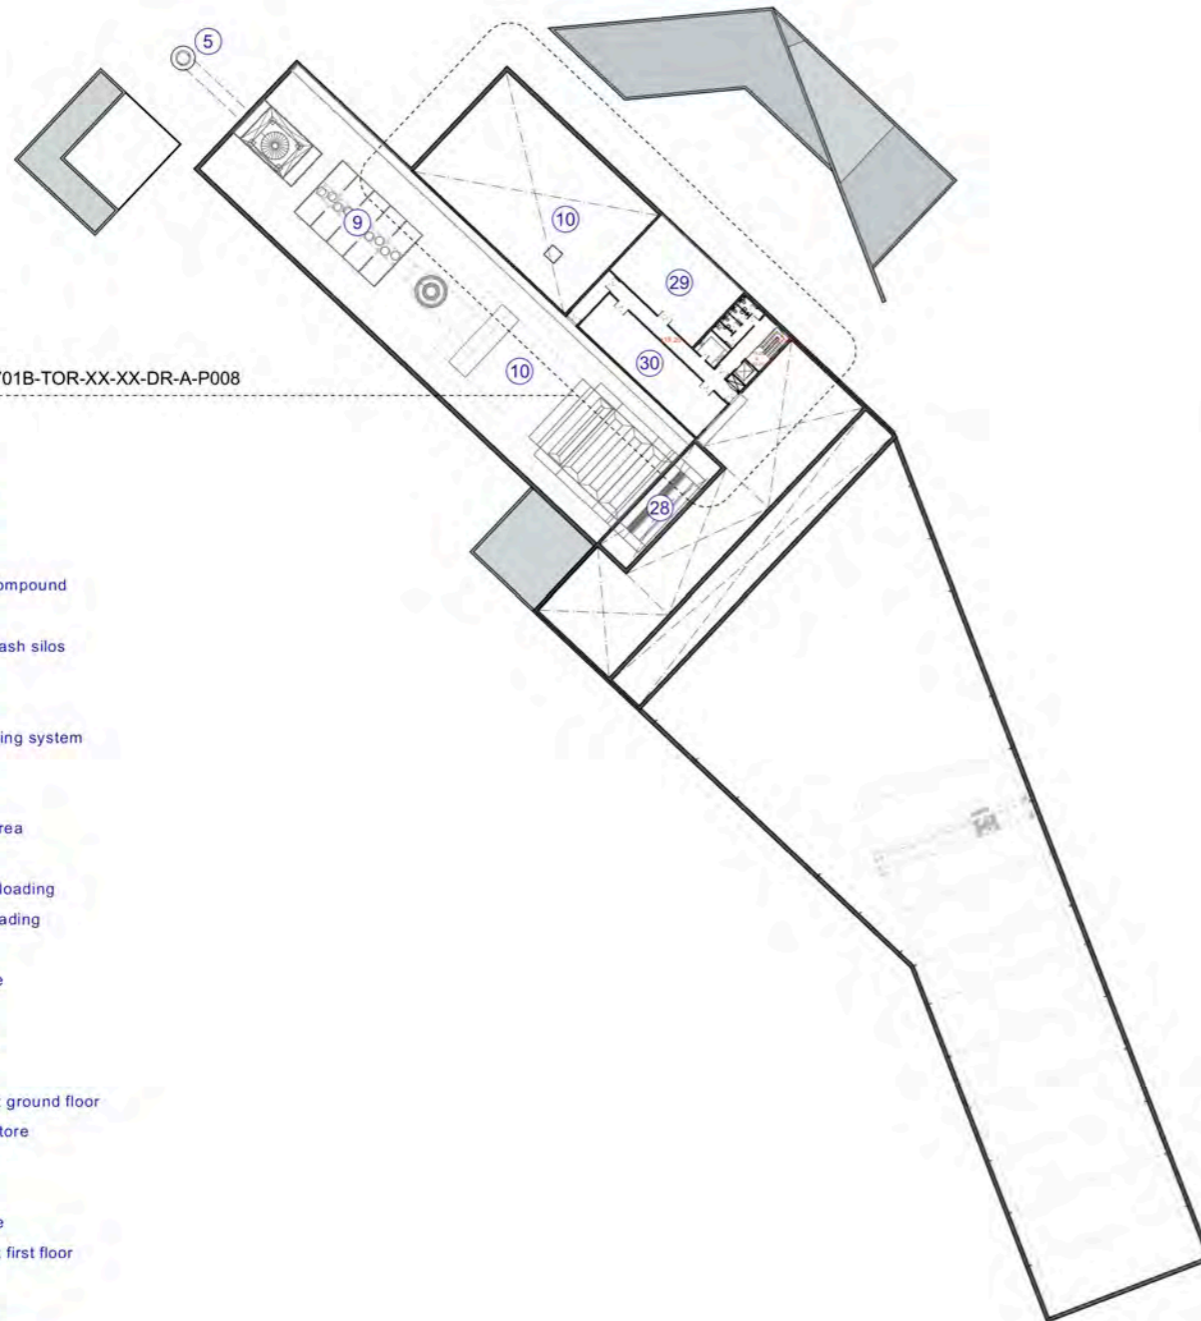 5
10
9
29
30
10
701B-TOR-XX-XX-DR-A-P008
28
ompound
ash silos
ing system
rea
loading
ading
e
ground floor
tore
e
first floor